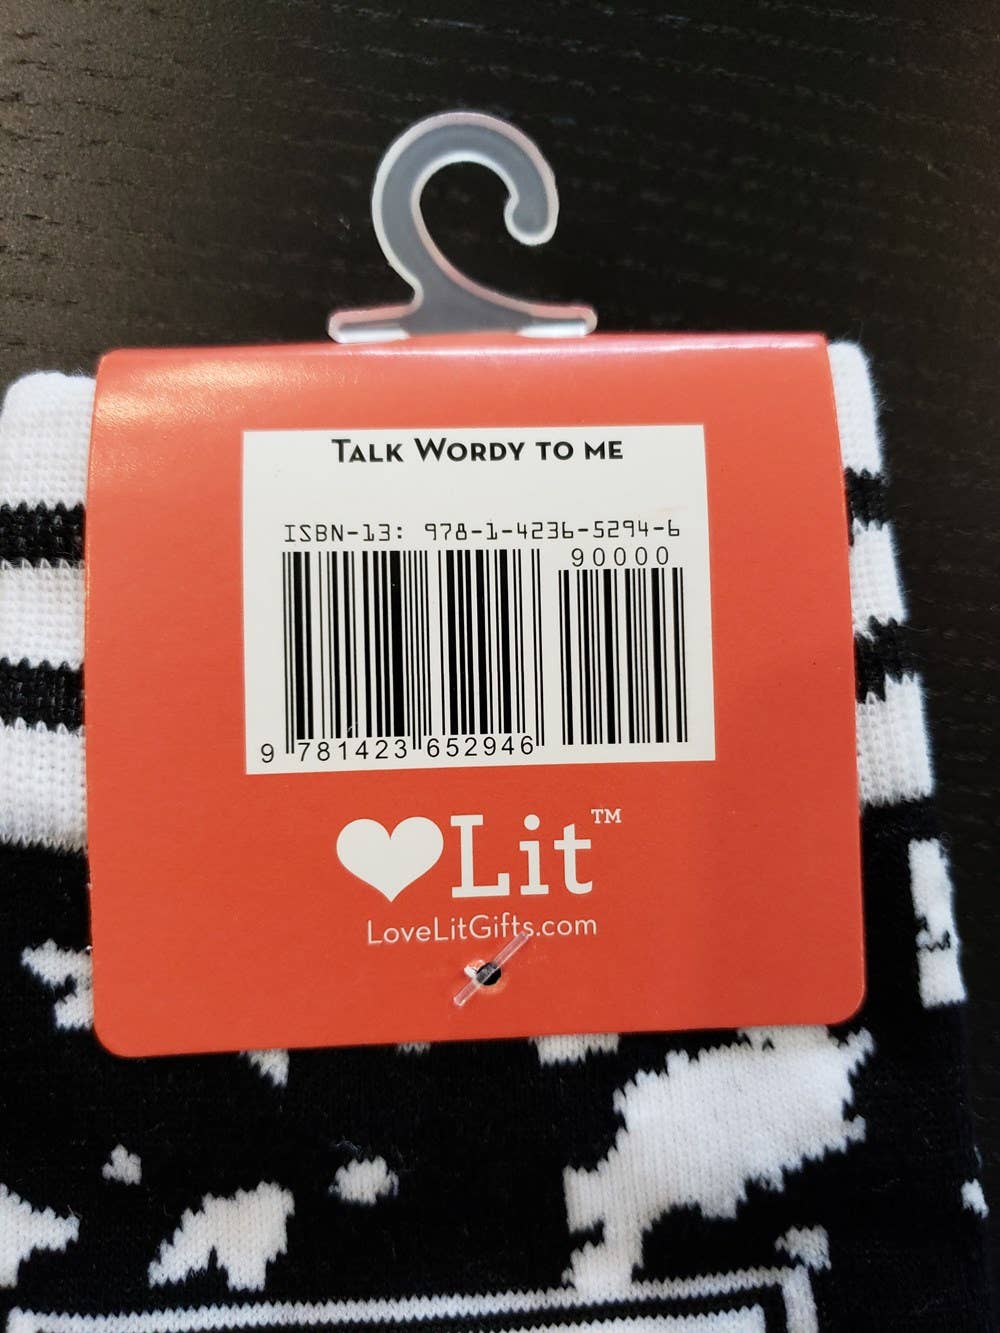 TALK WORDY TO ME
ISBN-13: 978-1-4236-5294-6
90000
9 781423 652946
Lit™
LoveLitGifts.com